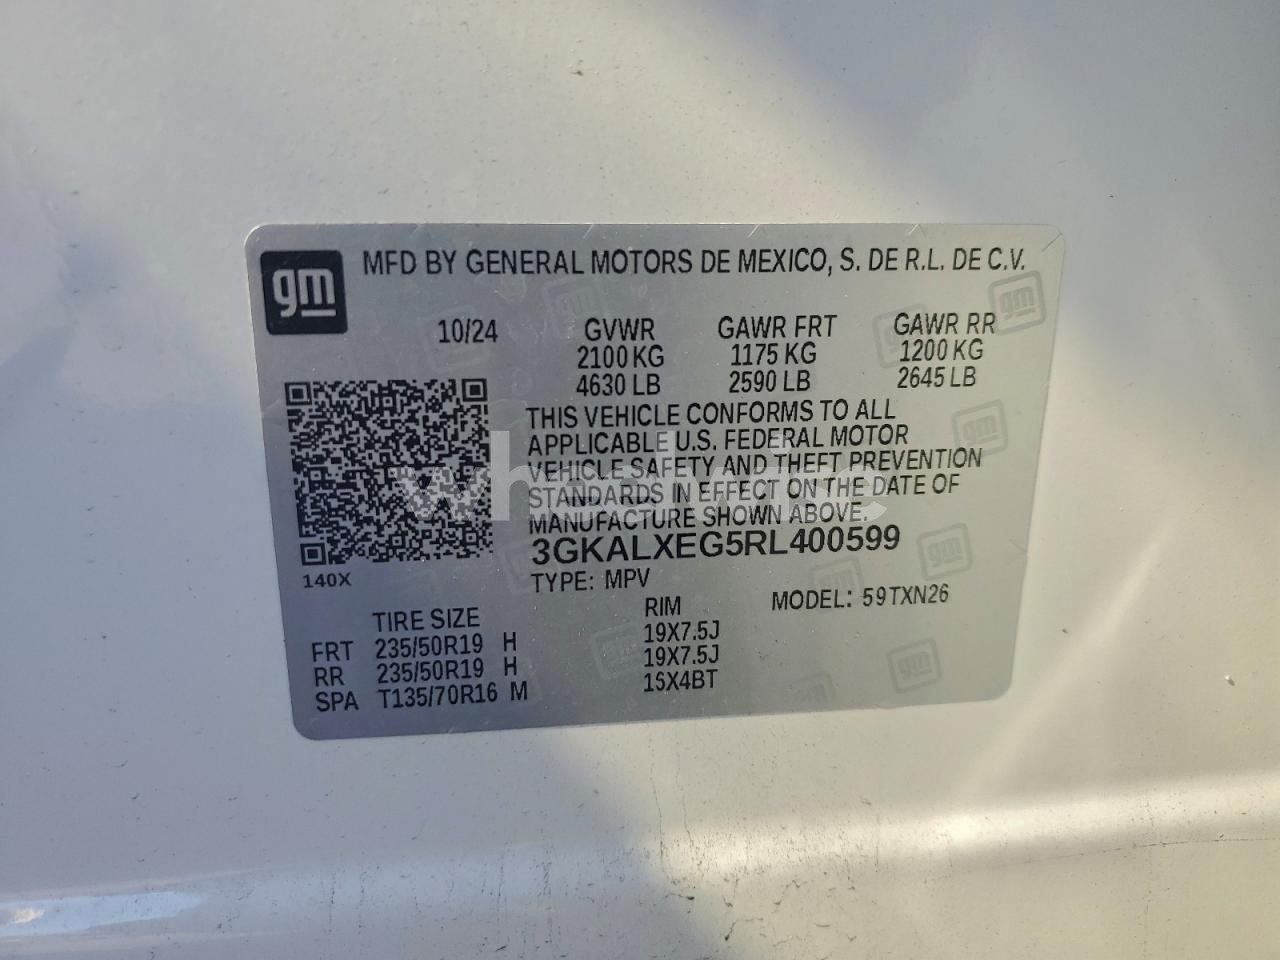 gm MFD BY GENERAL MOTORS DE MEXICO, S. DE R.L. DE C.V.
10/24 GVWR GAWR FRT GAWR RR
2100 KG 1175 KG 1200 KG
4630 LB 2590 LB 2645 LB
THIS VEHICLE CONFORMS TO ALL
APPLICABLE U.S. FEDERAL MOTOR
VEHICLE SAFETY AND THEFT PREVENTION
STANDARDS IN EFFECT ON THE DATE OF
MANUFACTURE SHOWN ABOVE.
3GKALXEG5RL400599
140X
TYPE: MPV MODEL: 59TXN26
TIRE SIZE RIM
FRT 235/50R19 H 19X7.5J
RR 235/50R19 H 19X7.5J
SPA T135/70R16 M 15X4BT
gm
gm
gm